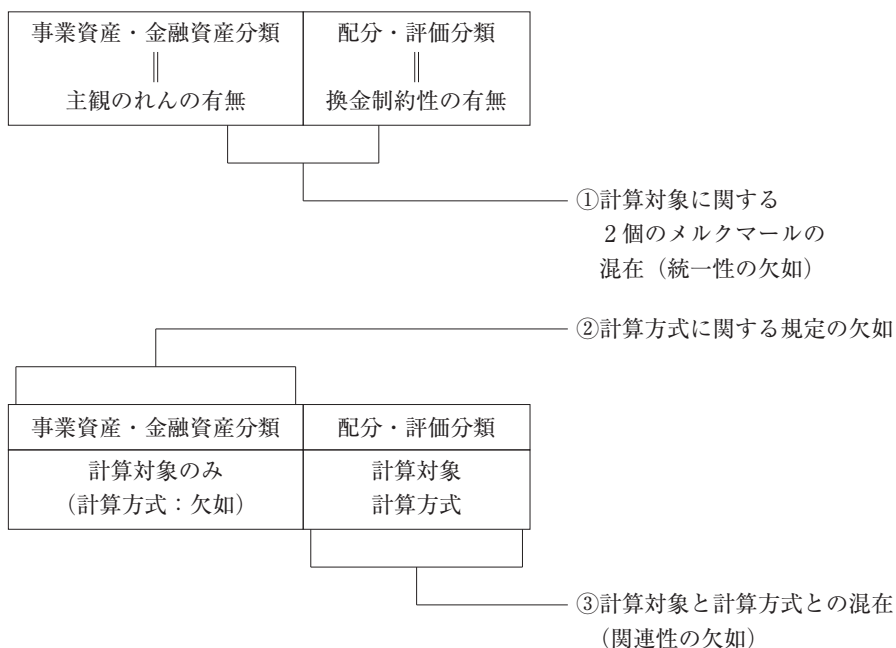 事業資産・金融資産分類 配分・評価分類
‖ ‖
主観のれんの有無 換金制約性の有無
①計算対象に関する
２個のメルクマールの
混在（統一性の欠如）
②計算方式に関する規定の欠如
事業資産・金融資産分類 配分・評価分類
計算対象のみ 計算対象
（計算方式：欠如） 計算方式
③計算対象と計算方式との混在
（関連性の欠如）